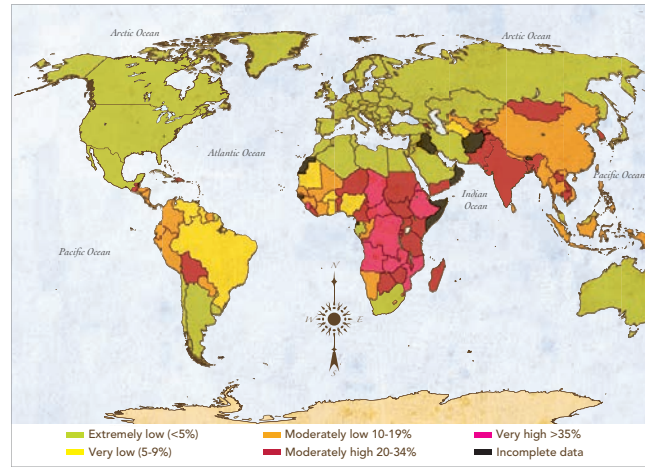 Arctic Ocean
Arctic Ocean
Atlantic Ocean
Pacific Ocean
Indian
Ocean
Pacific Ocean
N
W
E
S
Extremely low (<5%)
Moderately low 10-19%
Very high >35%
Very low (5-9%)
Moderately high 20-34%
Incomplete data